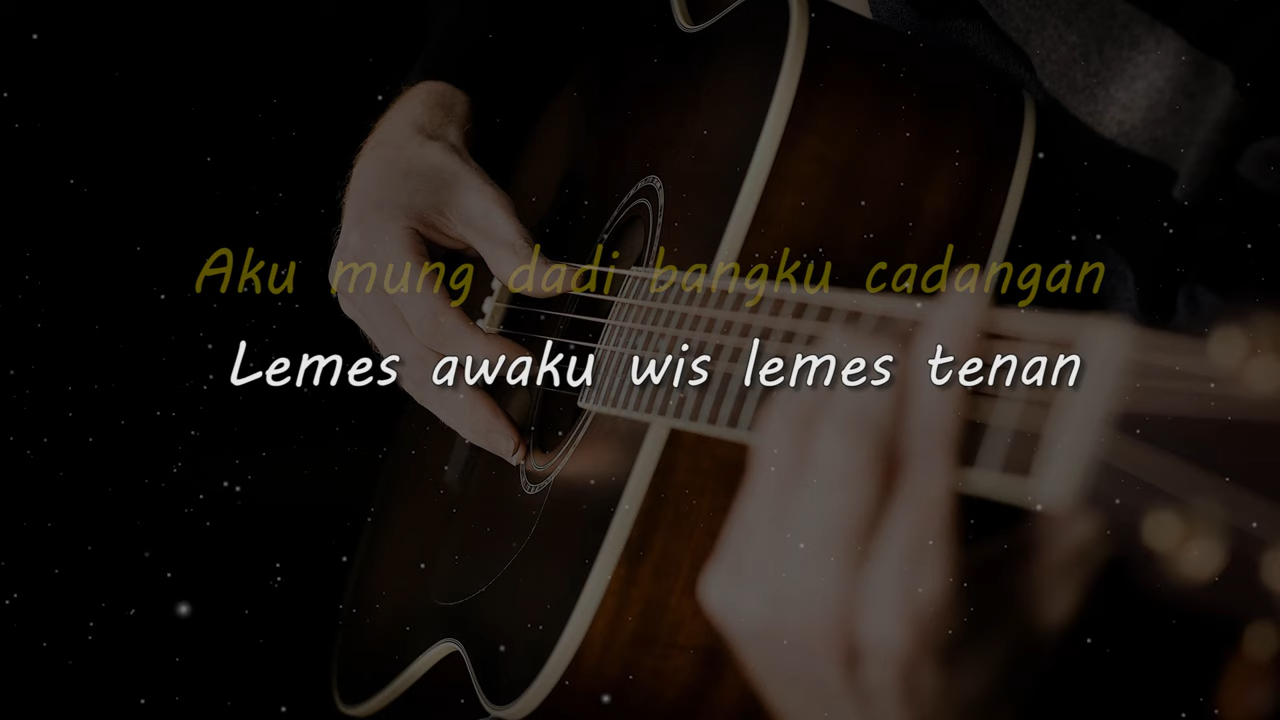 Aku mung dadi bangku cadangan
Lemes awaku wis lemes tenan